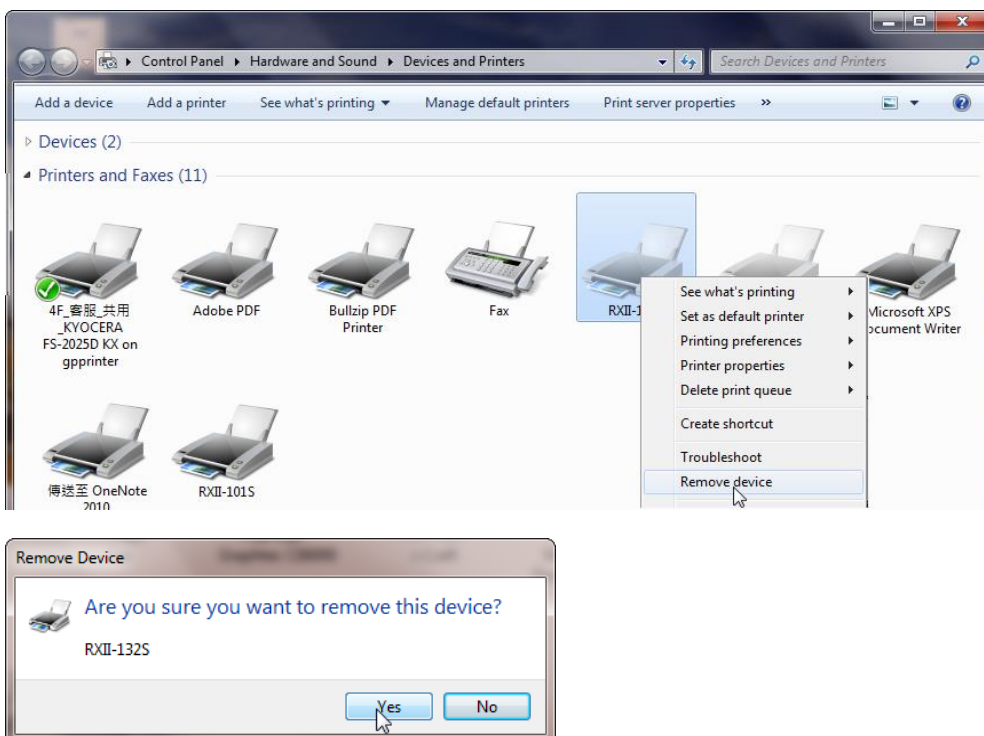 Control Panel ▸ Hardware and Sound ▸ Devices and Printers
Search Devices and Printers
Add a device Add a printer See what's printing Manage default printers Print server properties »
Devices (2)
Printers and Faxes (11)
4F_客服_共用
_KYOCERA
FS-2025D KX on
gpprinter
Adobe PDF
Bullzip PDF
Printer
Fax
RXII-1
Microsoft XPS
ocument Writer
See what's printing
Set as default printer
Printing preferences
Printer properties
Delete print queue
Create shortcut
Troubleshoot
Remove device
傳送至 OneNote
2010
RXII-101S
Remove Device
Are you sure you want to remove this device?
RXII-132S
Yes No